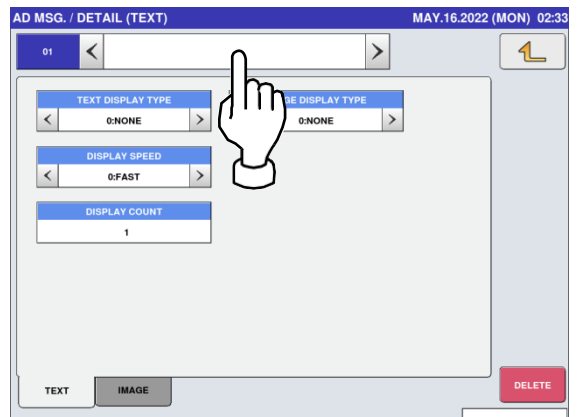 AD MSG. / DETAIL (TEXT) MAY.16.2022 (MON) 02:33
01
TEXT DISPLAY TYPE GE DISPLAY TYPE
0:NONE 0:NONE
DISPLAY SPEED
0:FAST
DISPLAY COUNT
1
TEXT IMAGE DELETE